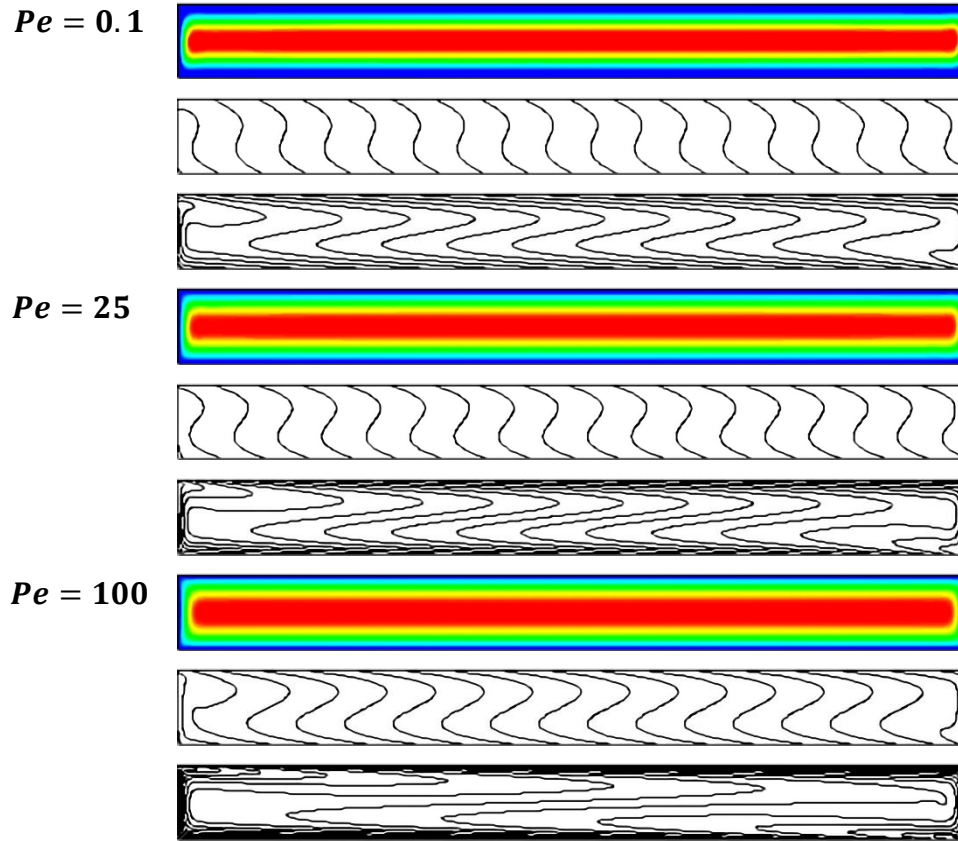 Pe = 0.1
Pe = 25
Pe = 100